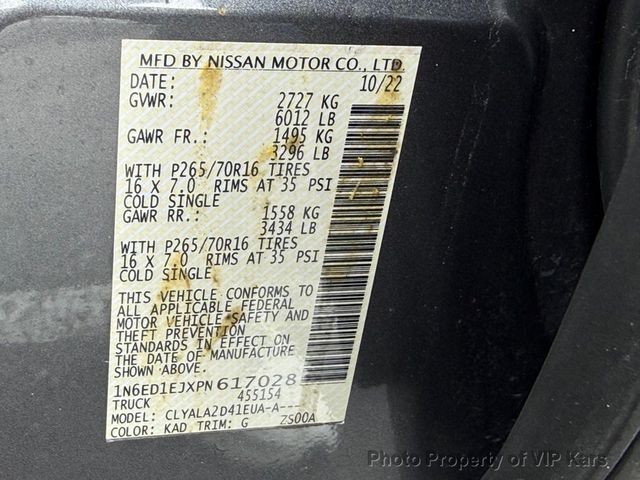 MFD BY NISSAN MOTOR CO., LTD.
DATE: 10/22
GVWR: 2727 KG
6012 LB
GAWR FR.: 1495 KG
3296 LB
WITH P265/70R16 TIRES
16 X 7.0 RIMS AT 35 PSI
COLD SINGLE
GAWR RR.: 1558 KG
3434 LB
WITH P265/70R16 TIRES
16 X 7.0 RIMS AT 35 PSI
COLD SINGLE
THIS VEHICLE CONFORMS TO
ALL APPLICABLE FEDERAL
MOTOR VEHICLE SAFETY AND
THEFT PREVENTION
STANDARDS IN EFFECT ON
THE DATE OF MANUFACTURE
SHOWN ABOVE.
1N6ED1EJXPN617028
TRUCK 455154
MODEL: CLYALA2D41EUA-A---
COLOR: KAD TRIM: G ZS00A
Photo Property of VIP Kars